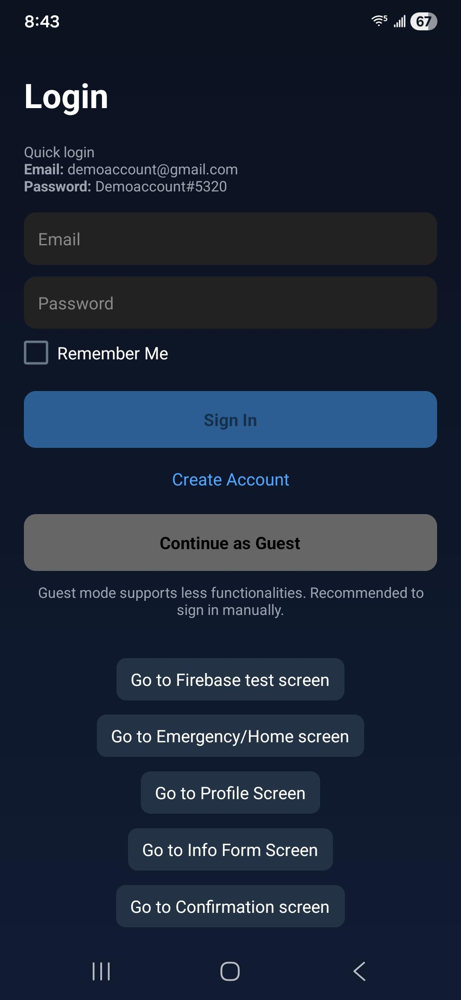 8:43
5
67
Login
Quick login
Email: demoaccount@gmail.com
Password: Demoaccount#5320
Email
Password
Remember Me
Sign In
Create Account
Continue as Guest
Guest mode supports less functionalities. Recommended to
sign in manually.
Go to Firebase test screen
Go to Emergency/Home screen
Go to Profile Screen
Go to Info Form Screen
Go to Confirmation screen